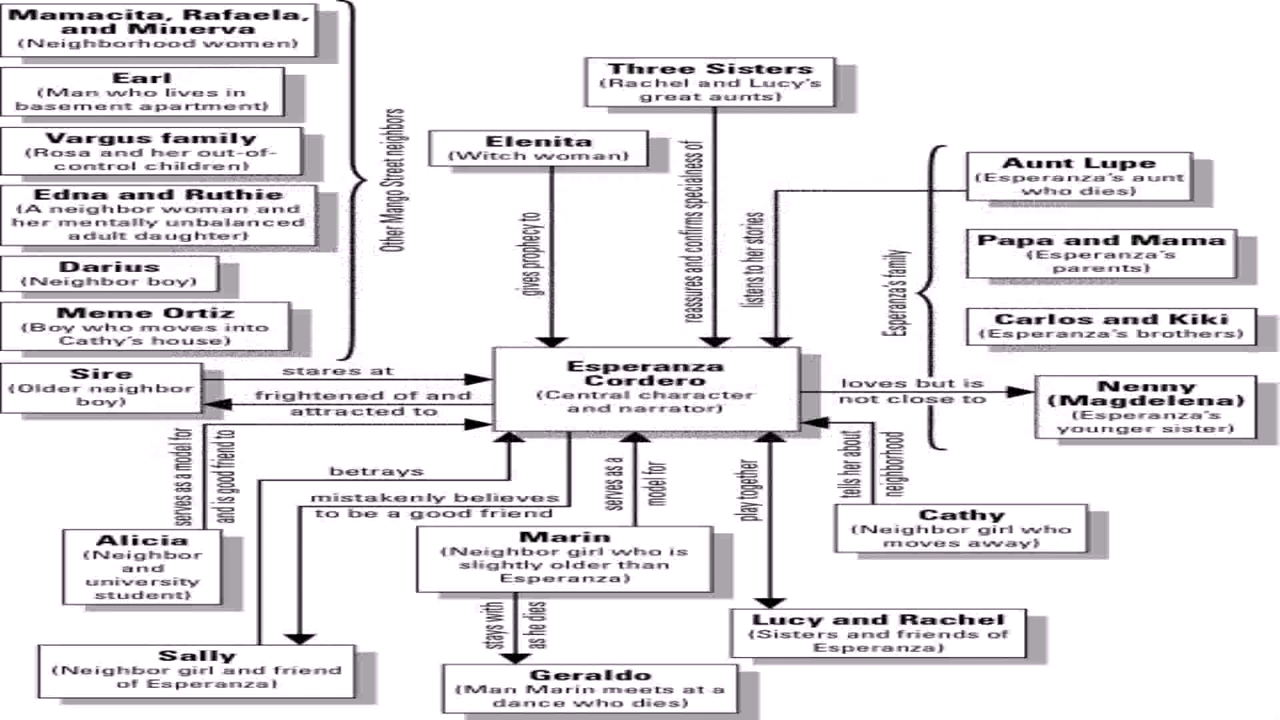 Mamacita, Rafaela,
and Minerva
(Neighborhood women)
Earl
(Man who lives in
basement apartment)
Vargus family
(Rosa and her out-of-
control children)
Edna and Ruthie
(A neighbor woman and
her mentally unbalanced
adult daughter)
Darius
(Neighbor boy)
Meme Ortiz
(Boy who moves into
Cathy's house)
Other Mango Street neighbors
Sire
(Older neighbor
boy)
stares at
frightened of and
attracted to
Elenita
(Witch woman)
gives prophecy to
Three Sisters
(Rachel and Lucy's
great aunts)
reassures and confirms specialness of
listens to her stories
Esperanza's family
Aunt Lupe
(Esperanza's aunt
who dies)
Papa and Mama
(Esperanza's
parents)
Carlos and Kiki
(Esperanza's brothers)
Nenny
(Magdelena)
(Esperanza's
younger sister)
loves but is
not close to
Esperanza
Cordero
(Central character
and narrator)
serves as a model for
and is good friend to
Alicia
(Neighbor
and
university
student)
betrays
mistakenly believes
to be a good friend
Sally
(Neighbor girl and friend
of Esperanza)
serves as a
model for
Marin
(Neighbor girl who is
slightly older than
Esperanza)
stays with
as he dies
Geraldo
(Man Marin meets at a
dance who dies)
play together
Lucy and Rachel
(Sisters and friends of
Esperanza)
tells her about
neighborhood
Cathy
(Neighbor girl who
moves away)